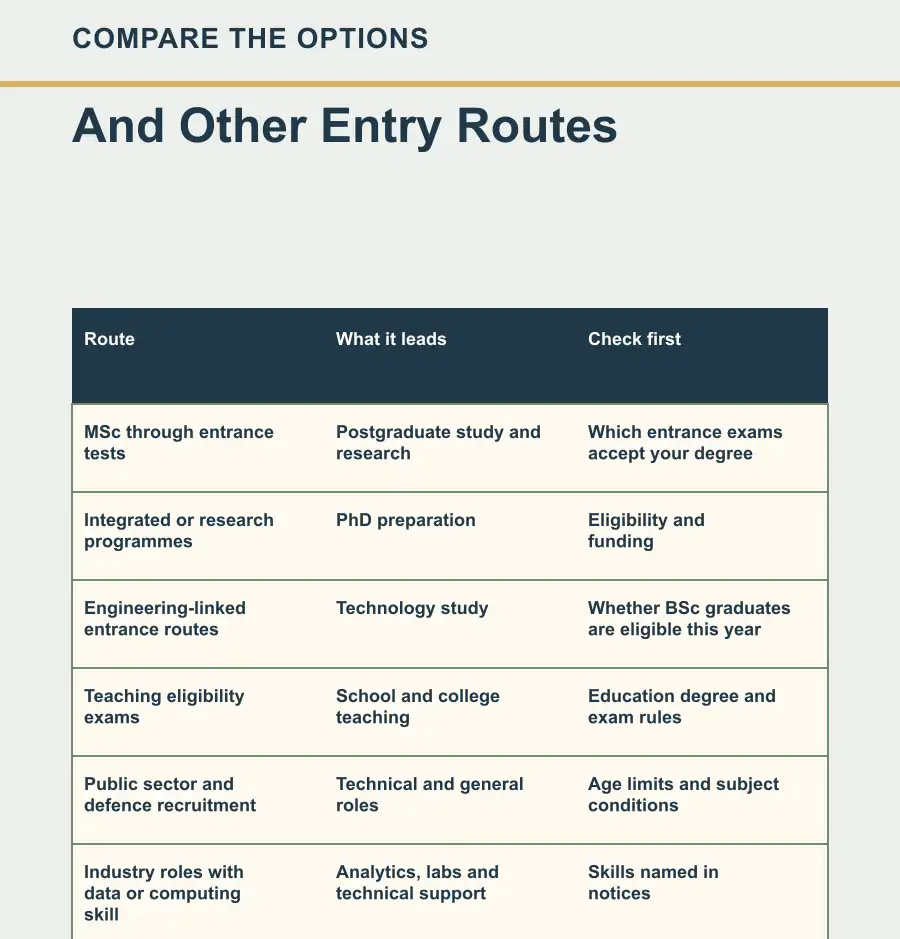 COMPARE THE OPTIONS
And Other Entry Routes
Route
What it leads
Check first
MSc through entrance
tests
Postgraduate study and
research
Which entrance exams
accept your degree
Integrated or research
programmes
PhD preparation
Eligibility and
funding
Engineering-linked
entrance routes
Technology study
Whether BSc graduates
are eligible this year
Teaching eligibility
exams
School and college
teaching
Education degree and
exam rules
Public sector and
defence recruitment
Technical and general
roles
Age limits and subject
conditions
Industry roles with
data or computing
skill
Analytics, labs and
technical support
Skills named in
notices